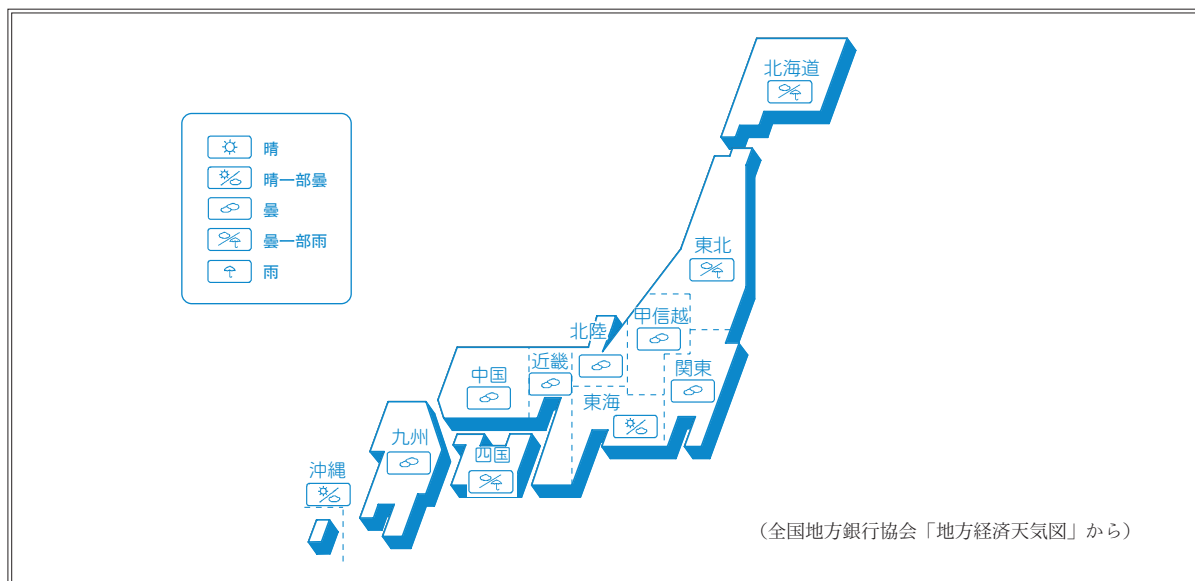 北海道
晴
晴一部曇
曇
曇一部雨
雨
東北
甲信越
北陸
近畿
関東
中国
東海
九州
四国
沖縄
（全国地方銀行協会「地方経済天気図」から）